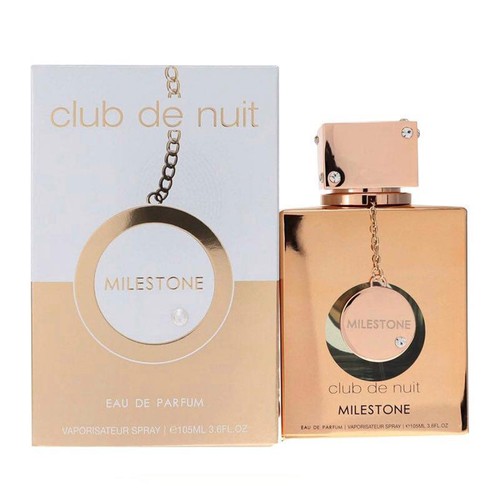 club de nuit
MILESTONE
EAU DE PARFUM
VAPORISATEUR SPRAY | ℮105ML 3.6FL OZ
MILESTONE
club de nuit
MILESTONE
EAU DE PARFUM | VAPORISATEUR SPRAY | ℮105ML 3.6FL.OZ